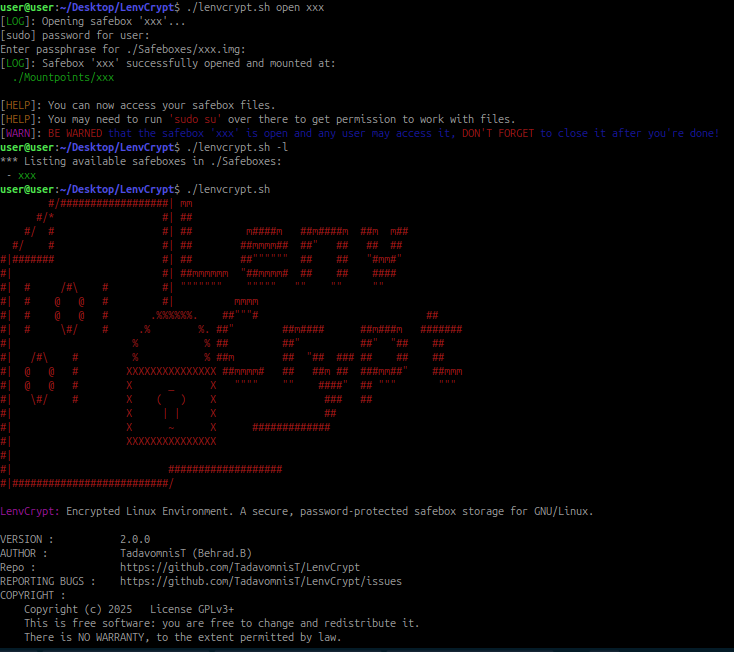 user@user:~/Desktop/LenvCrypt$ ./lenvcrypt.sh open xxx
[LOG]: Opening safebox 'xxx'...
[sudo] password for user:
Enter passphrase for ./Safeboxes/xxx.img:
[LOG]: Safebox 'xxx' successfully opened and mounted at:
  ./Mountpoints/xxx
[HELP]: You can now access your safebox files.
[HELP]: You may need to run 'sudo su' over there to get permission to work with files.
[WARN]: BE WARNED that the safebox 'xxx' is open and any user may access it, DON'T FORGET to close it after you're done!
user@user:~/Desktop/LenvCrypt$ ./lenvcrypt.sh -l
*** Listing available safeboxes in ./Safeboxes:
 - xxx
user@user:~/Desktop/LenvCrypt$ ./lenvcrypt.sh
Lenv
Crypt
LenvCrypt: Encrypted Linux Environment. A secure, password-protected safebox storage for GNU/Linux.
VERSION :           2.0.0
AUTHOR :            TadavomnisT (Behrad.B)
Repo :              https://github.com/TadavomnisT/LenvCrypt
REPORTING BUGS :    https://github.com/TadavomnisT/LenvCrypt/issues
COPYRIGHT :
    Copyright (c) 2025   License GPLv3+
    This is free software: you are free to change and redistribute it.
    There is NO WARRANTY, to the extent permitted by law.